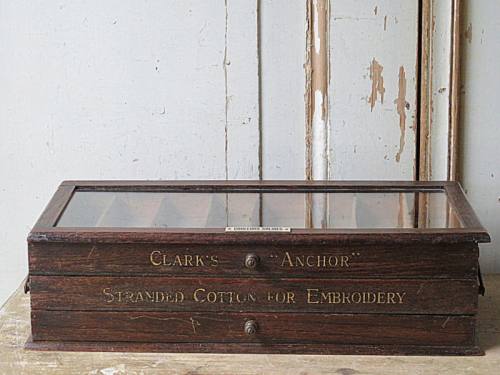 CLARK'S "ANCHOR"
STRANDED COTTON FOR EMBROIDERY